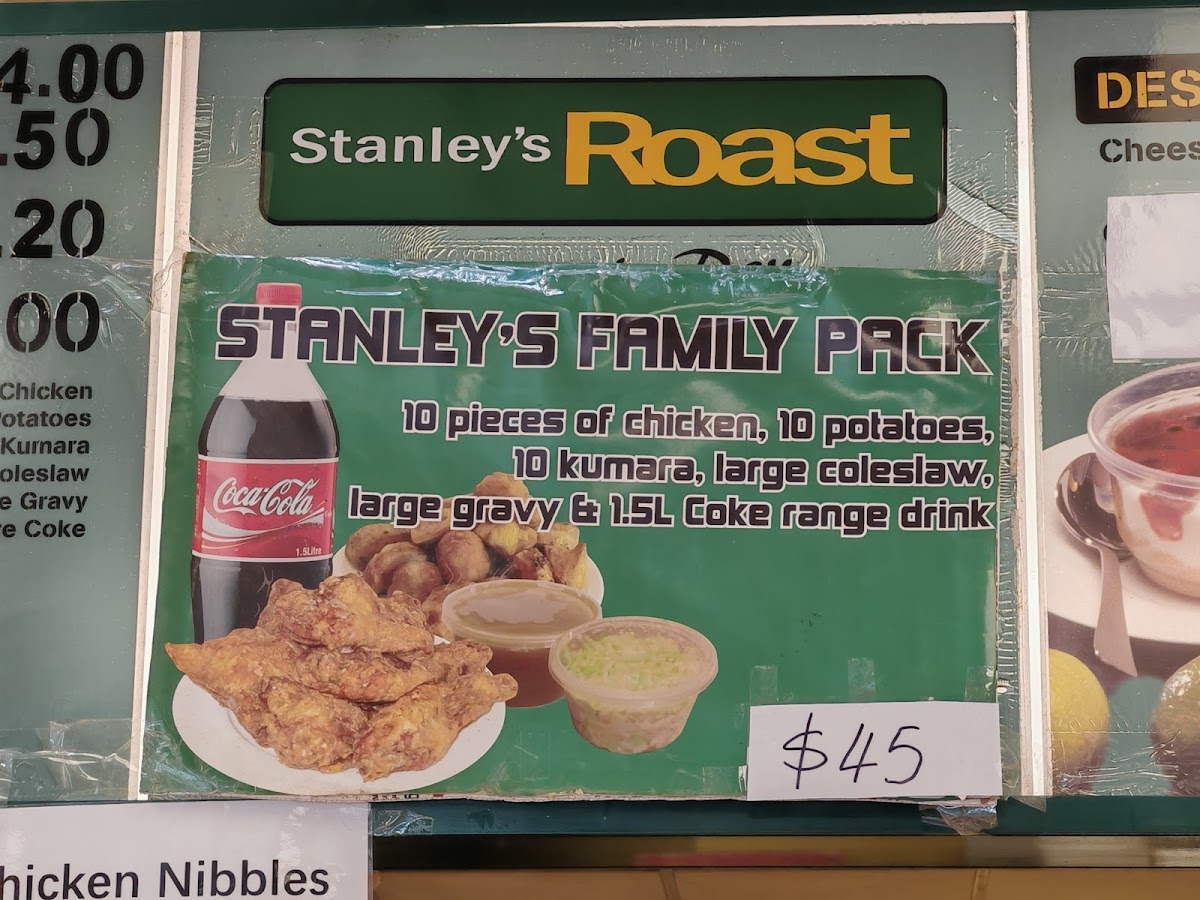 4.00
.50
.20
00
Chicken
Potatoes
Kumara
oleslaw
e Gravy
re Coke
Stanley's Roast
STANLEY'S FAMILY PACK
10 pieces of chicken, 10 potatoes,
10 kumara, large coleslaw,
large gravy & 1.5L Coke range drink
Coca-Cola
1.5Litre
$45
DES
Chees
hicken Nibbles